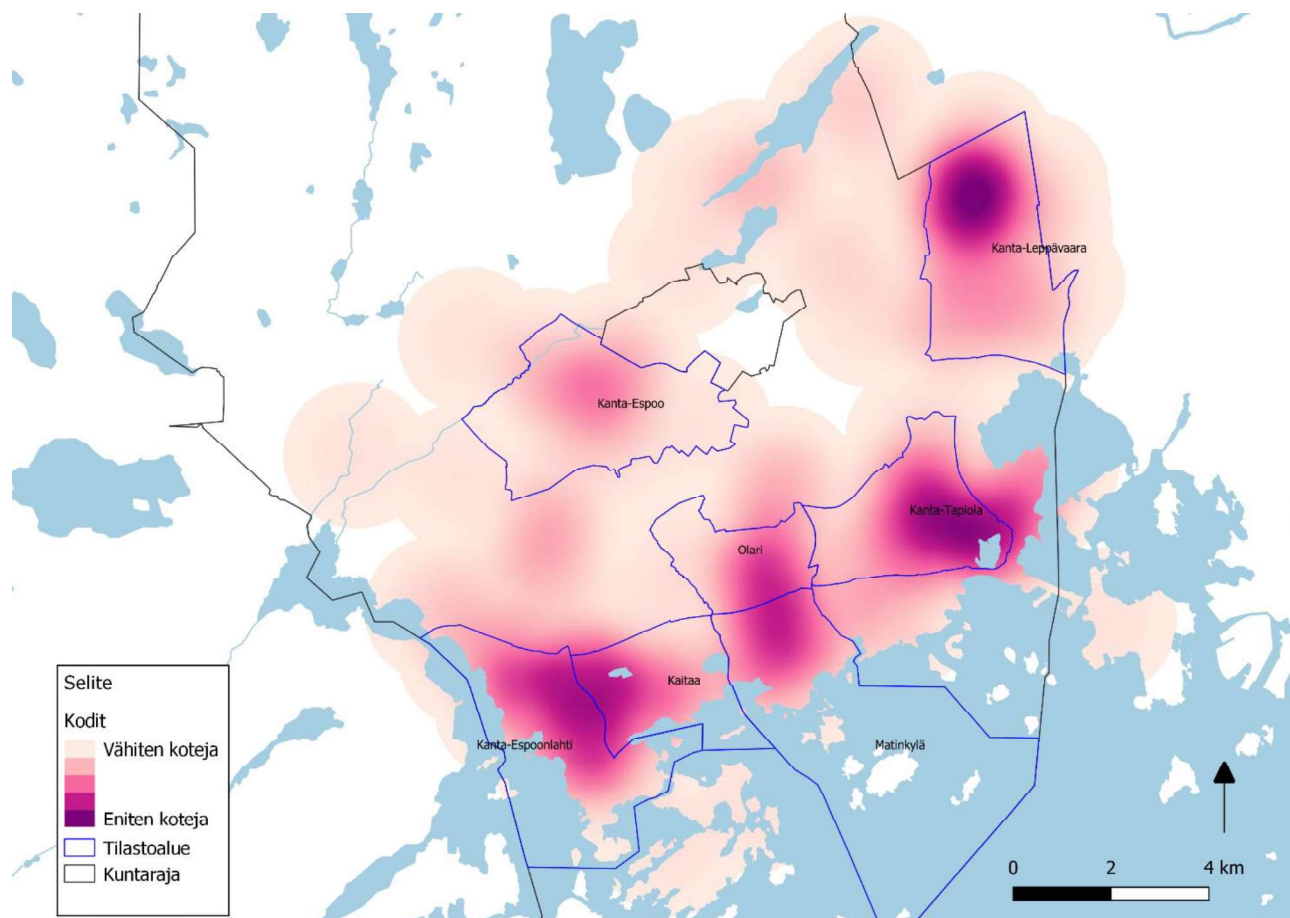 Kanta-Leppävaara
Kanta-Espoo
Kanta-Tapiola
Olari
Kaitaa
Kanta-Espoonlahti
Matinkylä
Selite
Kodit
Vähiten koteja
Eniten koteja
Tilastoalue
Kuntaraja
0 2 4 km